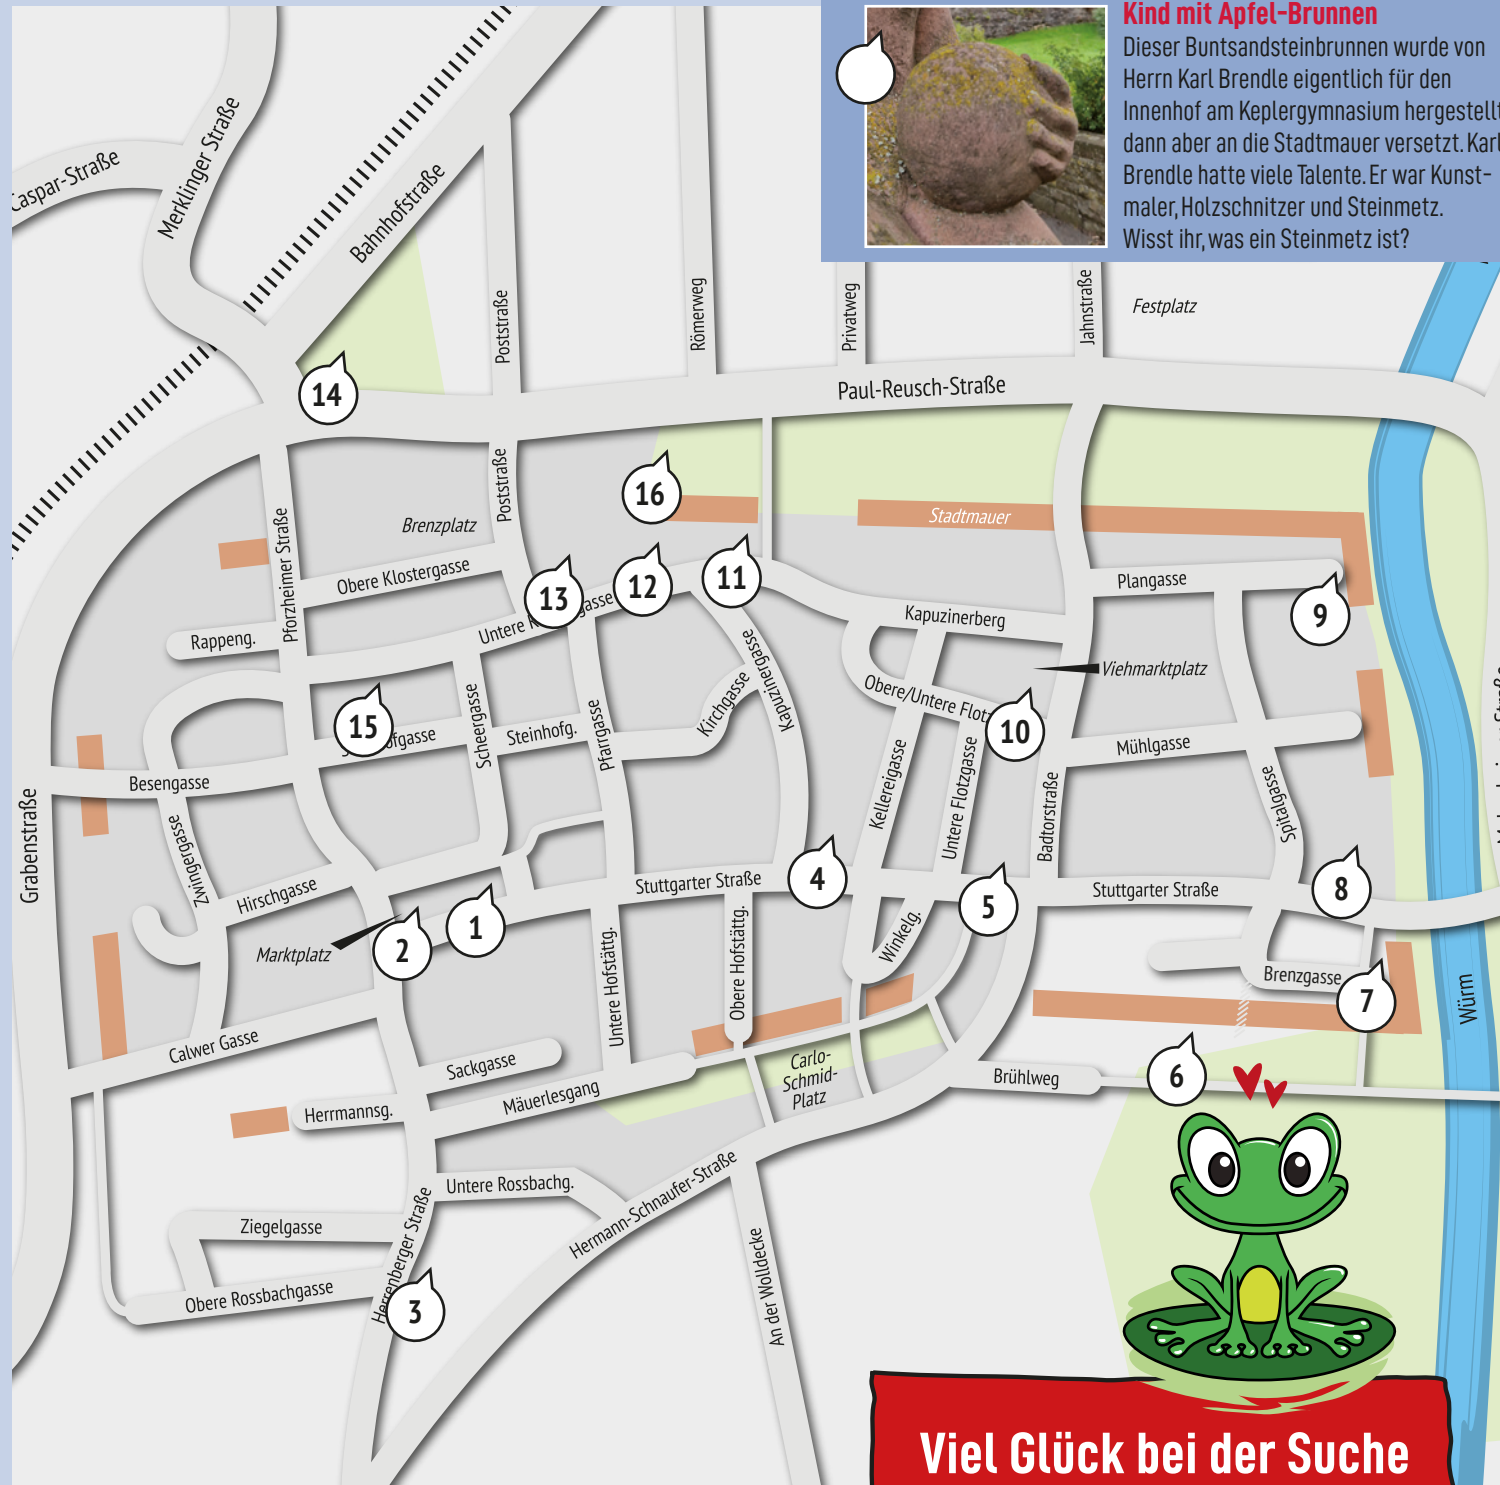 Kind mit Apfel-Brunnen
Dieser Buntsandsteinbrunnen wurde von
Herrn Karl Brendle eigentlich für den
Innenhof am Keplergymnasium hergestellt
dann aber an die Stadtmauer versetzt. Karl
Brendle hatte viele Talente. Er war Kunst-
maler, Holzschnitzer und Steinmetz.
Wisst ihr, was ein Steinmetz ist?
Caspar-Straße
Merklinger Straße
Bahnhofstraße
Poststraße
Römerweg
Privatweg
Jahnstraße
Festplatz
14
Paul-Reusch-Straße
16
Stadtmauer
Poststraße
Brenzplatz
Pforzheimer Straße
Obere Klostergasse
Rappeng.
Untere
gasse
13
12
11
Kapuzinerberg
Plangasse
9
Viehmarktplatz
Kapuzinergasse
Kirchgasse
Obere/Untere
10
15
Scheergasse
Steinhofg.
Pfarrgasse
Mühlgasse
Besengasse
Grabenstraße
Zwingergasse
Kellereigasse
Untere Flotzgasse
Badtorstraße
Spitalgasse
Hirschgasse
Stuttgarter Straße
4
5
Stuttgarter Straße
8
Marktplatz
2
1
Untere Hofstättg.
Obere Hofstättg.
Winkelg.
Brenzgasse
7
Würm
Calwer Gasse
Sackgasse
Mäuerlesgang
Herrmannsg.
Carlo-
Schmid-
Platz
Brühlweg
6
Untere Rossbachg.
Hermann-Schnaufer-Straße
Ziegelgasse
Obere Rossbachgasse
Herrenberger Straße
3
An der Wolldecke
Viel Glück bei der Suche